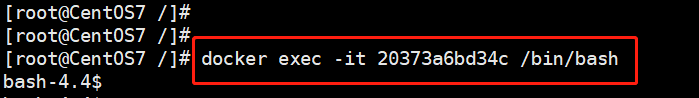 [root@CentOS7 /]#
[root@CentOS7 /]#
[root@CentOS7 /]# docker exec -it 20373a6bd34c /bin/bash
bash-4.4$